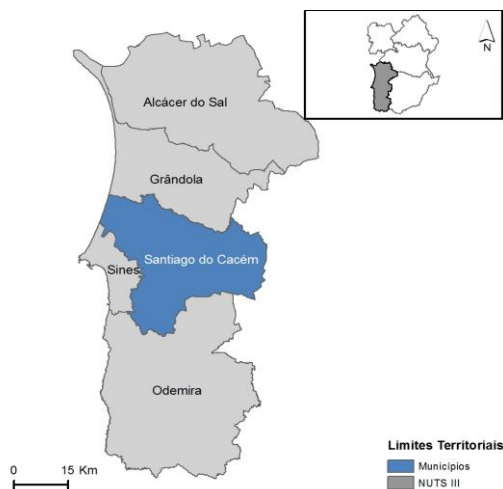 N
Alcácer do Sal
Grândola
Santiago do Cacém
Sines
Odemira
0 15 Km
Limites Territoriais
Municípios
NUTS III